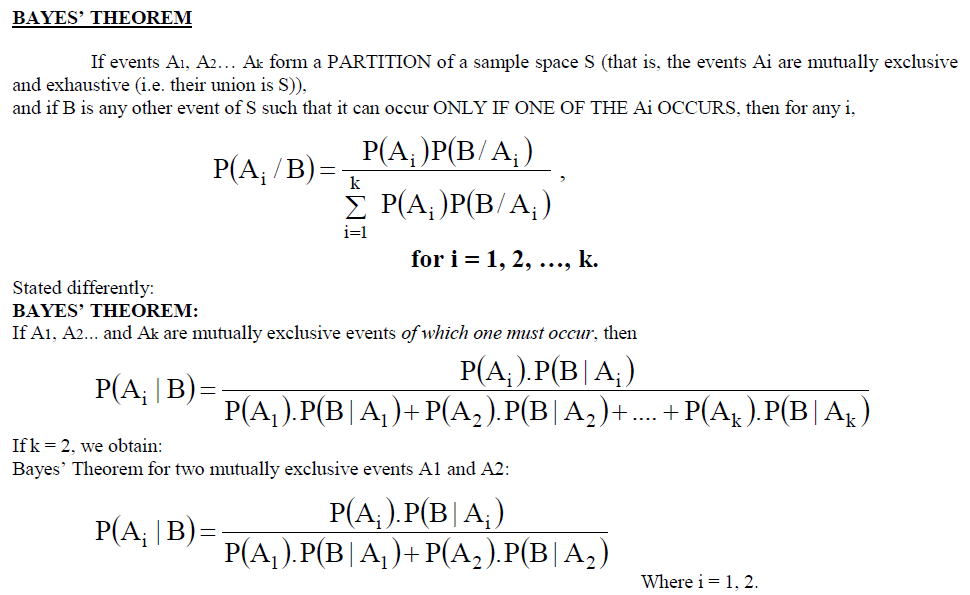 BAYES’ THEOREM
If events A1, A2… Ak form a PARTITION of a sample space S (that is, the events Ai are mutually exclusive
and exhaustive (i.e. their union is S)),
and if B is any other event of S such that it can occur ONLY IF ONE OF THE Ai OCCURS, then for any i,
P(Aᵢ / B) = P(Aᵢ)P(B / Aᵢ) / k Σ i=1 P(Aᵢ)P(B / Aᵢ) ,
for i = 1, 2, …, k.
Stated differently:
BAYES’ THEOREM:
If A1, A2... and Ak are mutually exclusive events of which one must occur, then
P(Aᵢ | B) = P(Aᵢ).P(B | Aᵢ) / P(A₁).P(B | A₁) + P(A₂).P(B | A₂) + .... + P(Aₖ).P(B | Aₖ)
If k = 2, we obtain:
Bayes’ Theorem for two mutually exclusive events A1 and A2:
P(Aᵢ | B) = P(Aᵢ).P(B | Aᵢ) / P(A₁).P(B | A₁) + P(A₂).P(B | A₂)
Where i = 1, 2.